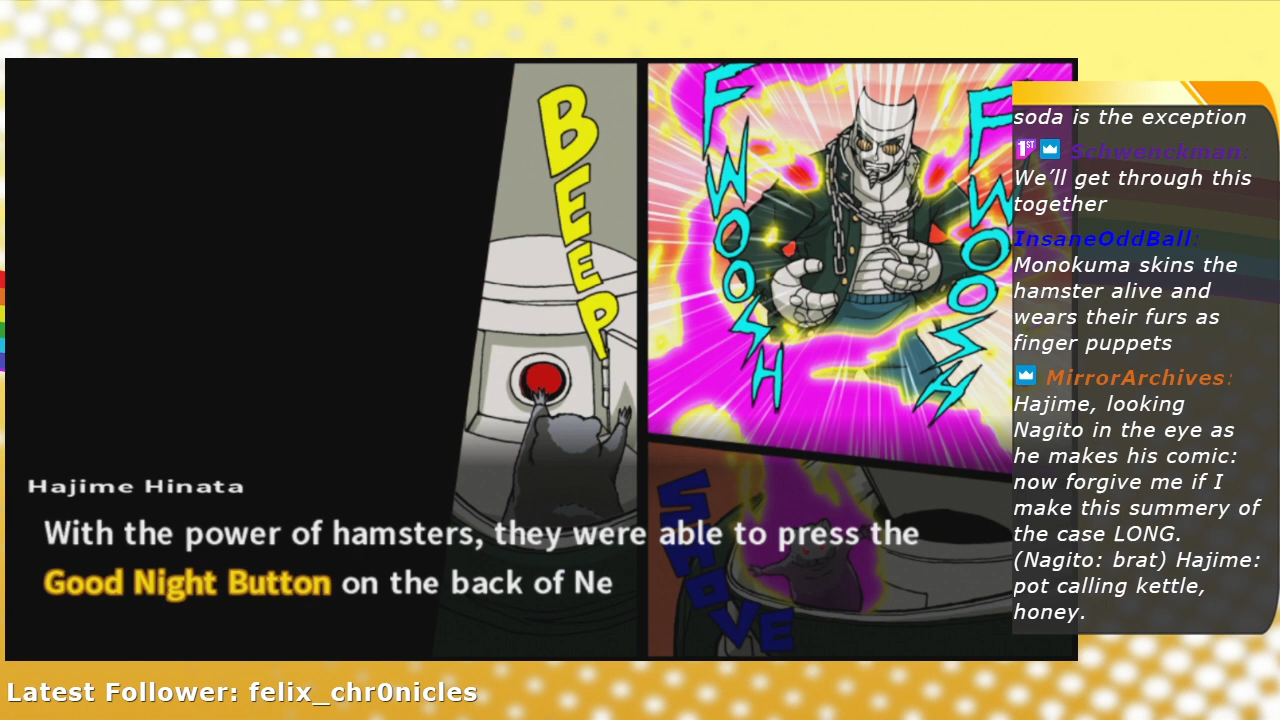 BEEEP
FWOOOSH
FWOOOSH
SHOVE
Hajime Hinata
With the power of hamsters, they were able to press the
Good Night Button on the back of Ne
soda is the exception
1ST Schwenckman:
We’ll get through this
together
InsaneOddBall:
Monokuma skins the
hamster alive and
wears their furs as
finger puppets
MirrorArchives:
Hajime, looking
Nagito in the eye as
he makes his comic:
now forgive me if I
make this summery of
the case LONG.
(Nagito: brat) Hajime:
pot calling kettle,
honey.
Latest Follower: felix_chr0nicles